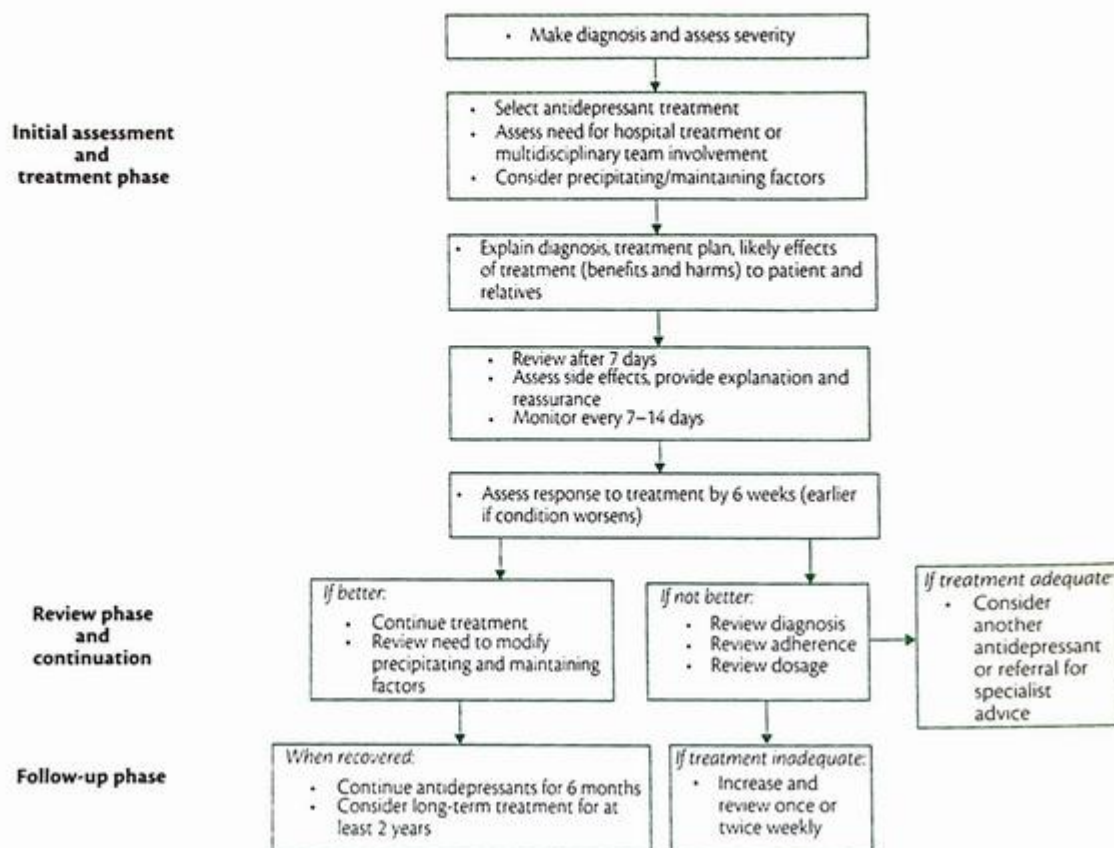 • Make diagnosis and assess severity
Initial assessment
and
treatment phase
• Select antidepressant treatment
• Assess need for hospital treatment or
multidisciplinary team involvement
• Consider precipitating/maintaining factors
• Explain diagnosis, treatment plan, likely effects
of treatment (benefits and harms) to patient and
relatives
• Review after 7 days
• Assess side effects, provide explanation and
reassurance
• Monitor every 7–14 days
• Assess response to treatment by 6 weeks (earlier
if condition worsens)
Review phase
and
continuation
If better:
• Continue treatment
• Review need to modify
precipitating and maintaining
factors
If not better:
• Review diagnosis
• Review adherence
• Review dosage
If treatment adequate:
• Consider
another
antidepressant
or referral for
specialist
advice
Follow-up phase
When recovered:
• Continue antidepressants for 6 months
• Consider long-term treatment for at
least 2 years
If treatment inadequate:
• Increase and
review once or
twice weekly